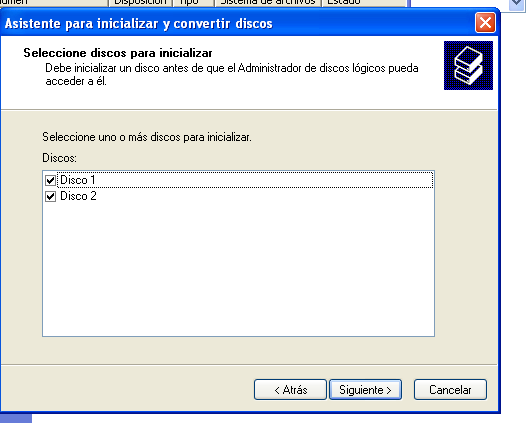 Disposición Tipo Sistema de archivos Estado
Asistente para inicializar y convertir discos
Seleccione discos para inicializar
Debe inicializar un disco antes de que el Administrador de discos lógicos pueda
acceder a él.
Seleccione uno o más discos para inicializar.
Discos:
Disco 1
Disco 2
< Atrás
Siguiente >
Cancelar